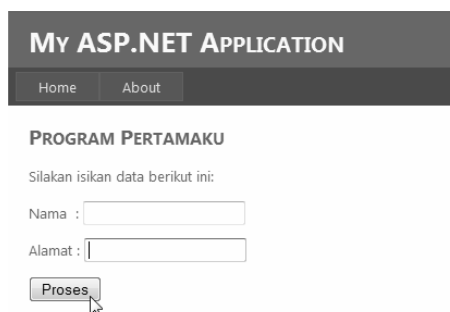 My ASP.NET Application
Home About
Program Pertamaku
Silakan isikan data berikut ini:
Nama :
Alamat :
Proses